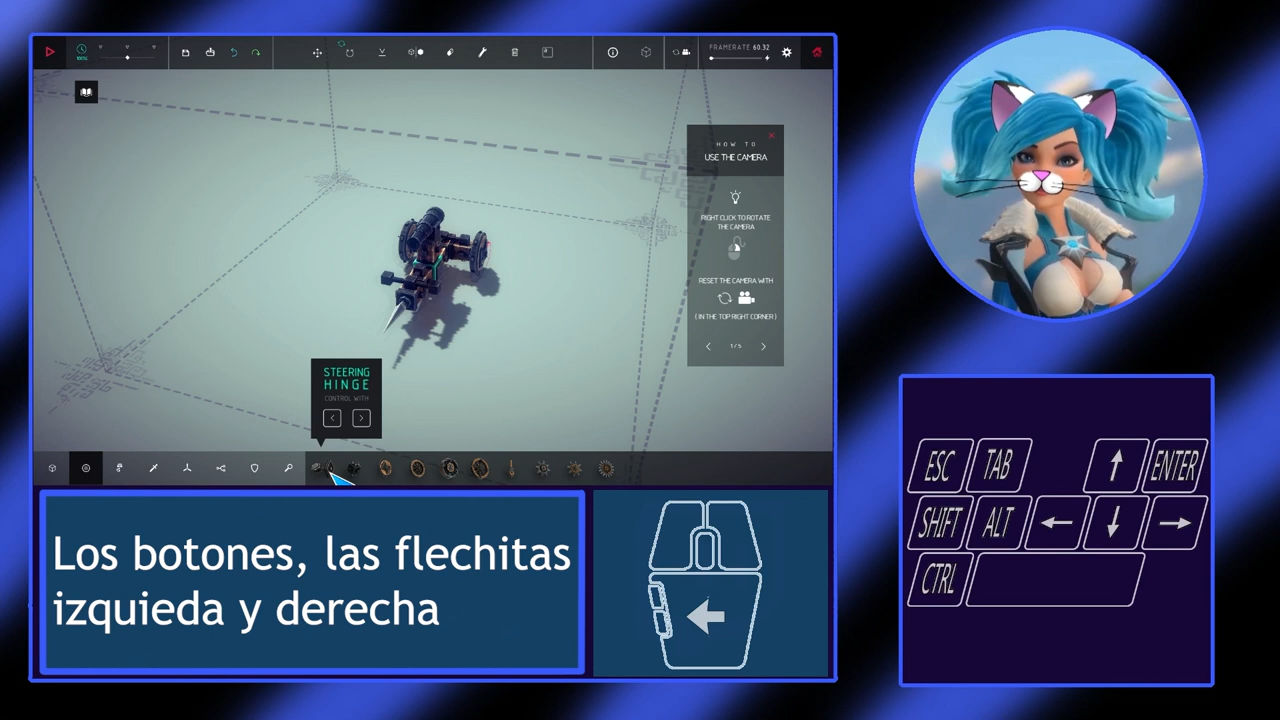 100%
FRAMERATE 60.32
HOW TO
USE THE CAMERA
RIGHT CLICK TO ROTATE
THE CAMERA
RESET THE CAMERA WITH
( IN THE TOP RIGHT CORNER )
1/5
STEERING
HINGE
CONTROL WITH
Los botones, las flechitas
izquieda y derecha
ESC TAB ENTER
SHIFT ALT
CTRL